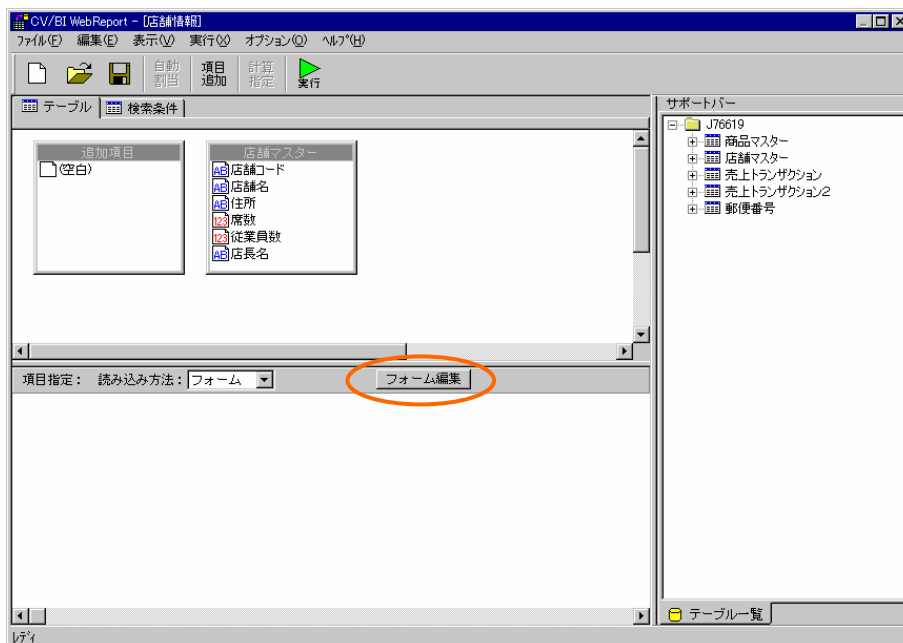 CV/BI WebReport - [店舗情報]
ファイル(F) 編集(E) 表示(V) 実行(X) オプション(O) ヘルプ(H)
自動割当 項目追加 計算指定 実行
テーブル 検索条件
追加項目
(空白)
店舗マスター
店舗コード
店舗名
住所
席数
従業員数
店長名
項目指定： 読み込み方法： フォーム フォーム編集
サポートバー
J76619
商品マスター
店舗マスター
売上トランザクション
売上トランザクション2
郵便番号
テーブル一覧
レディ